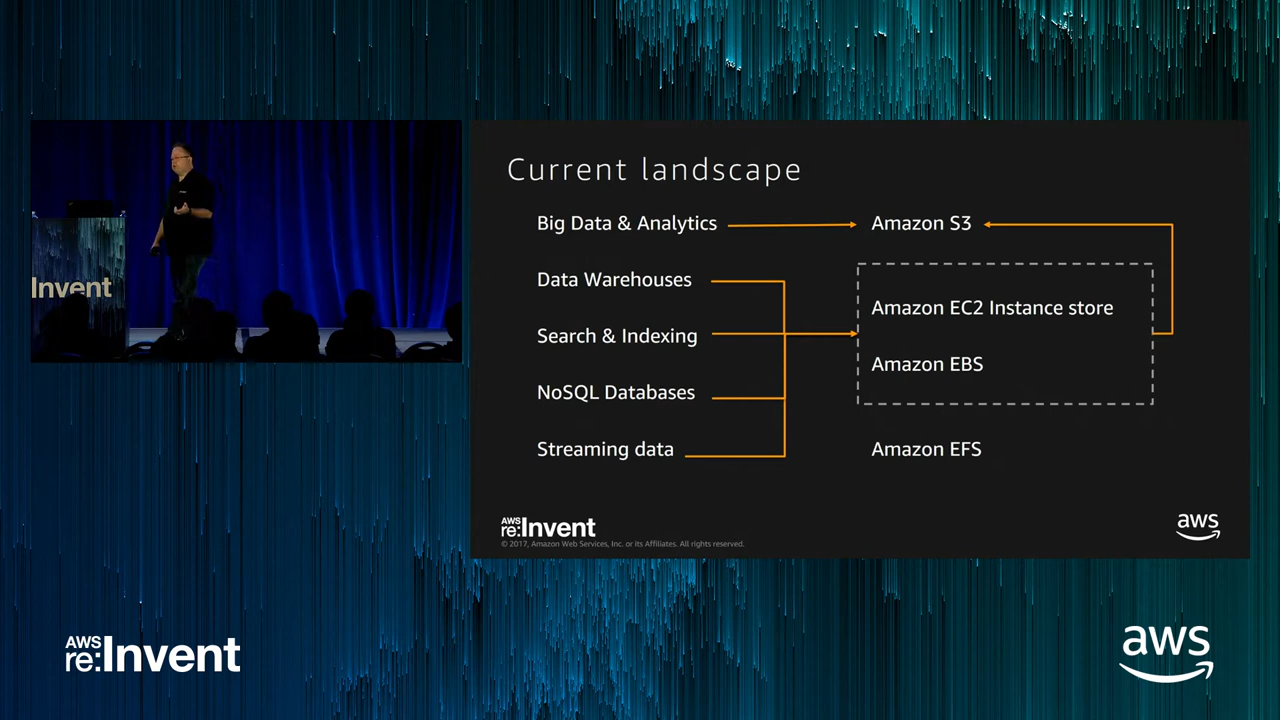 Current landscape
Big Data & Analytics
Amazon S3
Data Warehouses
Amazon EC2 Instance store
Search & Indexing
Amazon EBS
NoSQL Databases
Streaming data
Amazon EFS
AWS
re:Invent
© 2017, Amazon Web Services, Inc. or its Affiliates. All rights reserved.
aws
Invent
AWS
re:Invent
aws